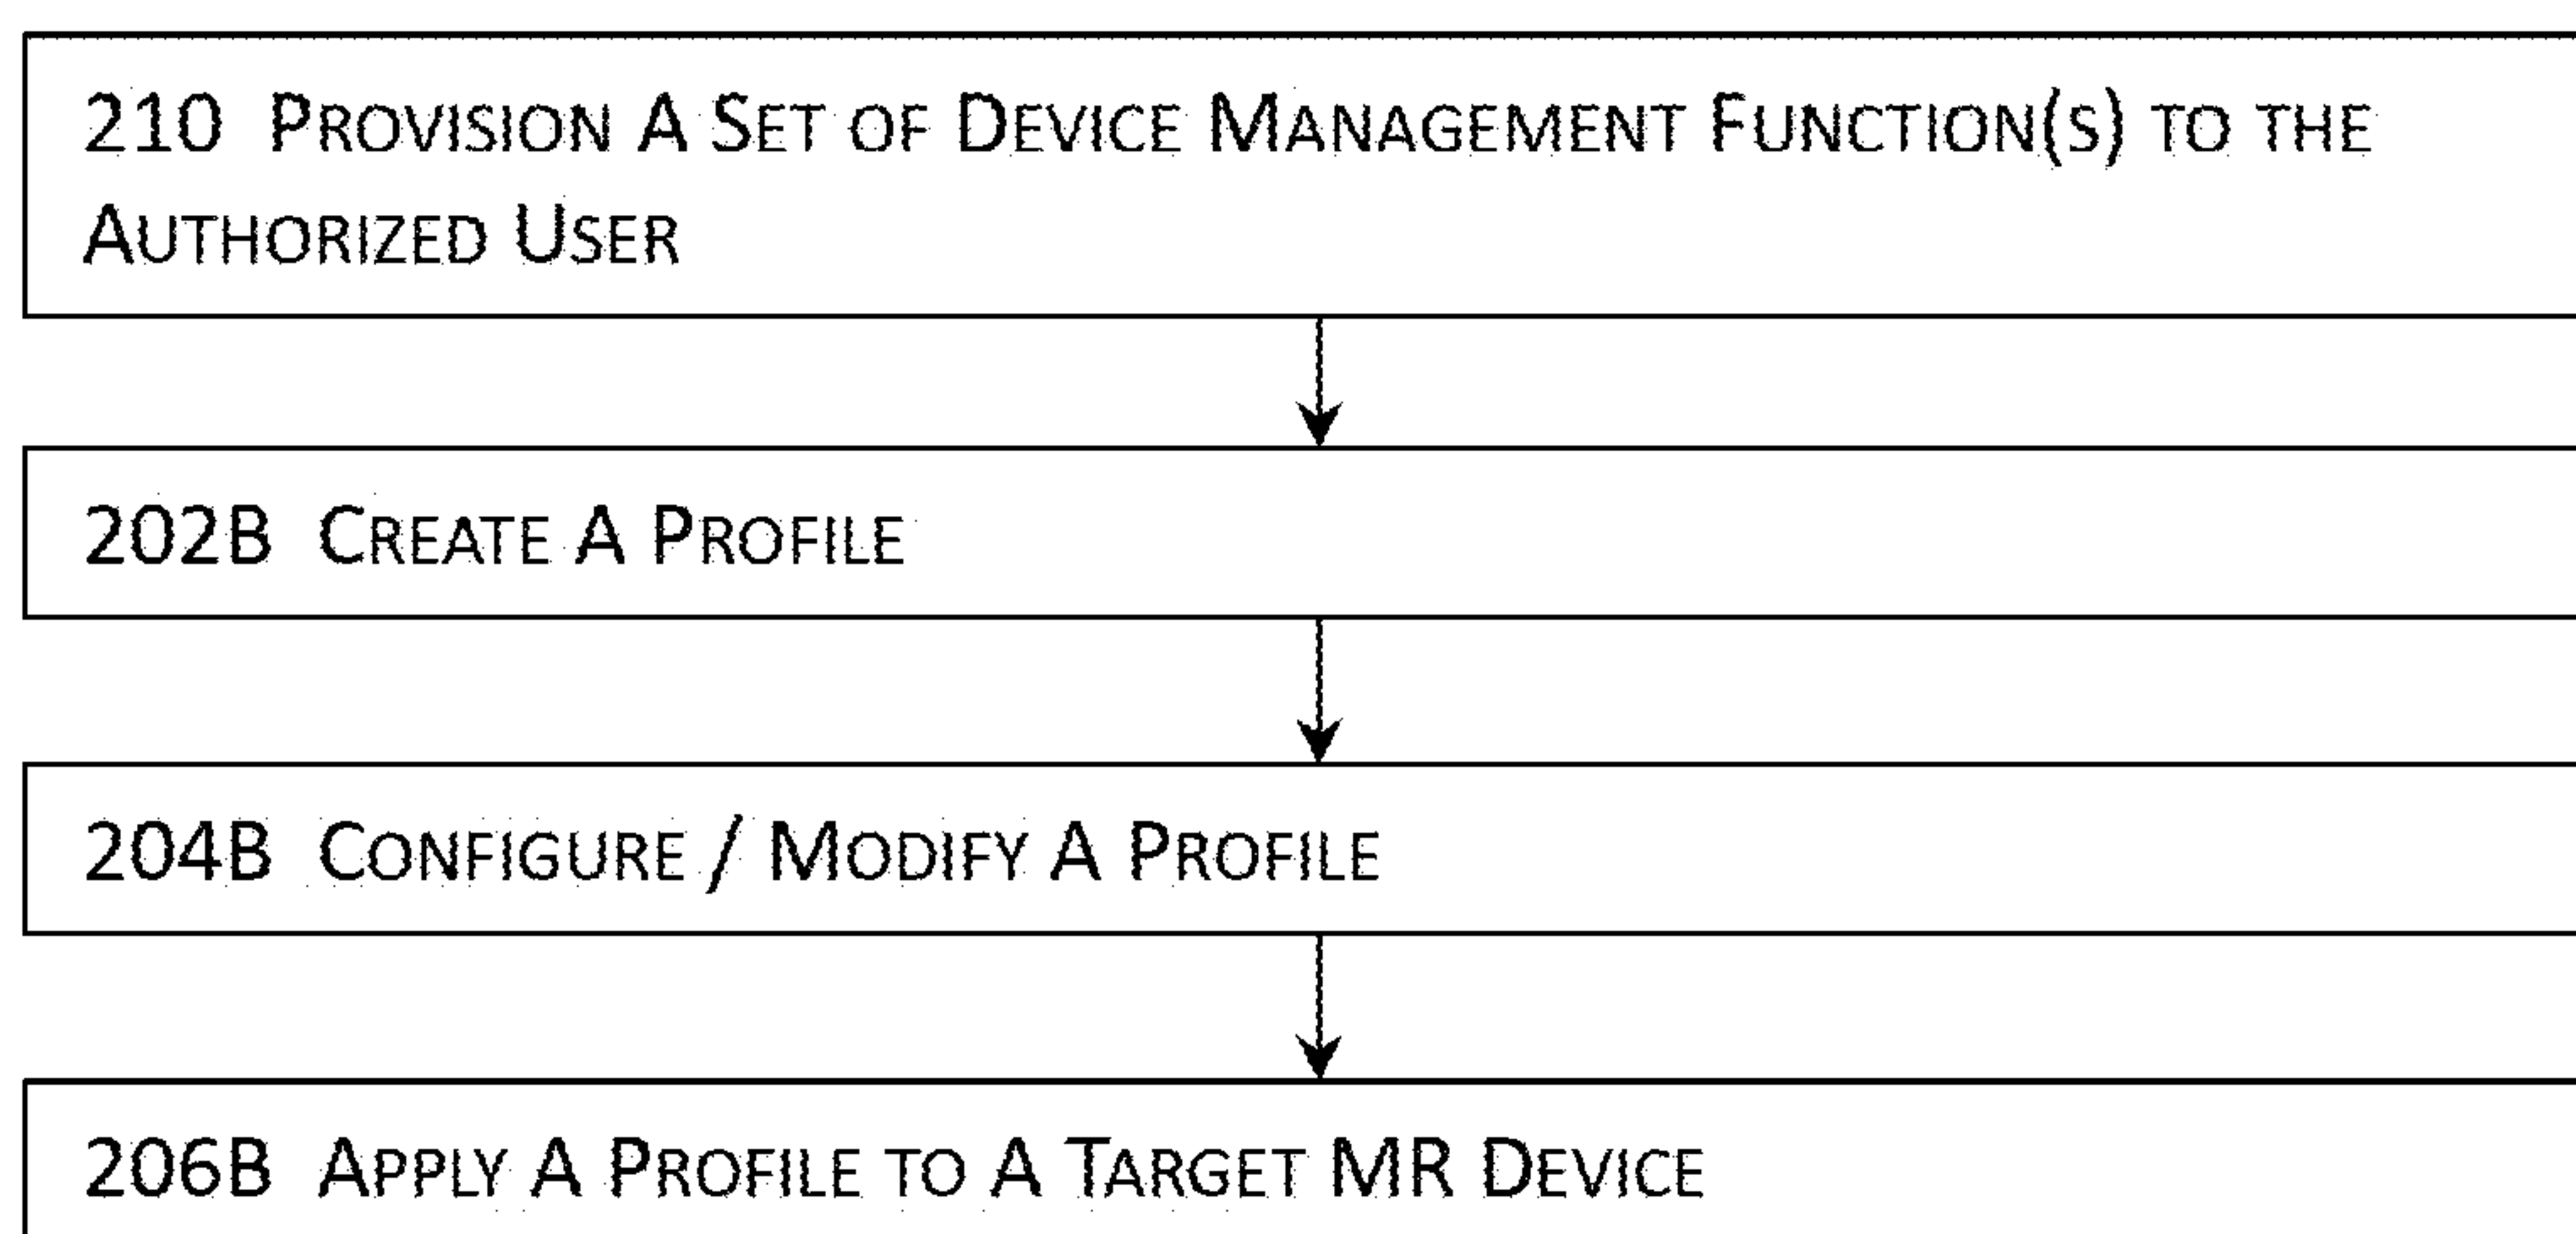 210 Provision A Set of Device Management Function(s) to the
Authorized User
202B Create A Profile
204B Configure / Modify A Profile
206B Apply A Profile to A Target MR Device